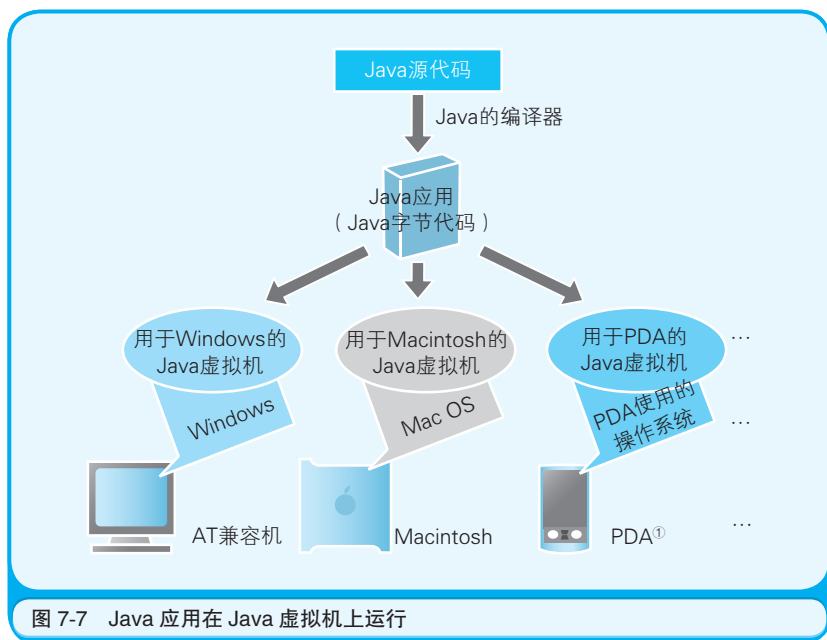 Java源代码
Java的编译器
Java应用
（Java字节代码）
用于Windows的
Java虚拟机
用于Macintosh的
Java虚拟机
用于PDA的
Java虚拟机
…
Windows
Mac OS
PDA使用的
操作系统
…
AT兼容机
Macintosh
PDA①
…
图 7-7 Java 应用在 Java 虚拟机上运行